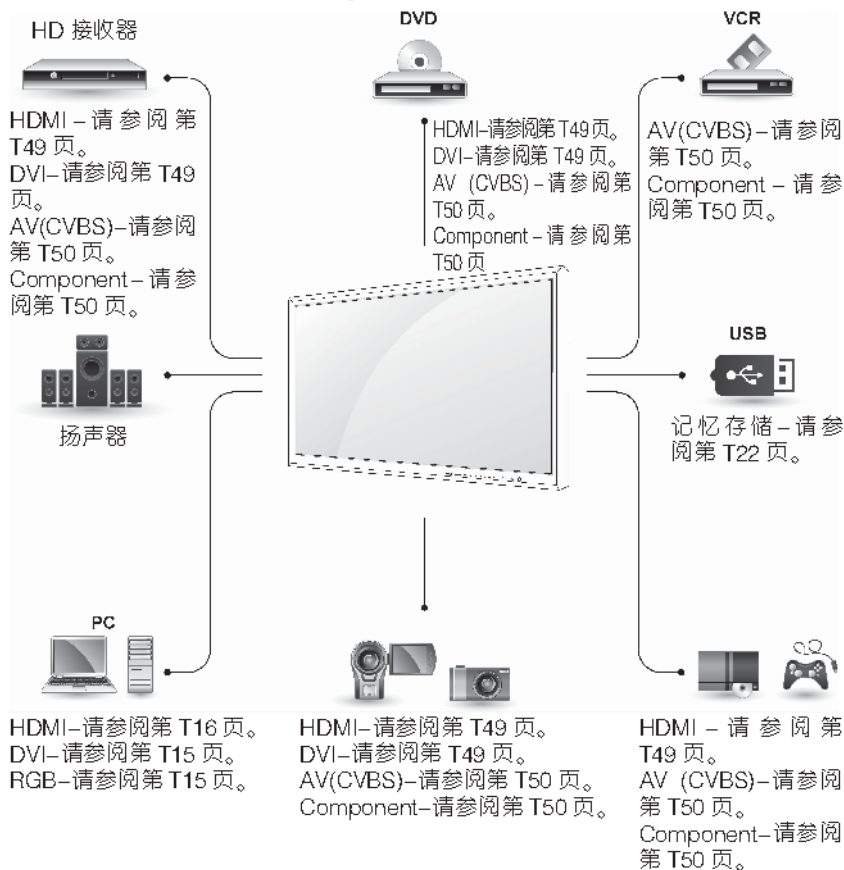 HD 接收器
HDMI–请参阅第
T49 页。
DVI–请参阅第 T49
页。
AV(CVBS)–请参阅
第 T50 页。
Component–请参
阅第 T50 页。
DVD
HDMI–请参阅第T49页。
DVI–请参阅第 T49 页。
AV (CVBS)–请参阅第
T50 页。
Component–请参阅第
T50 页
VCR
AV(CVBS)–请参阅
第 T50 页。
Component–请参
阅第 T50 页。
扬声器
USB
记忆存储–请参
阅第 T22 页。
PC
HDMI–请参阅第 T16 页。
DVI–请参阅第 T15 页。
RGB–请参阅第 T15 页。
HDMI–请参阅第 T49 页。
DVI–请参阅第 T49 页。
AV(CVBS)–请参阅第 T50 页。
Component–请参阅第 T50 页。
HDMI–请参阅第
T49 页。
AV (CVBS)–请参阅
第 T50 页。
Component–请参阅
第 T50 页。